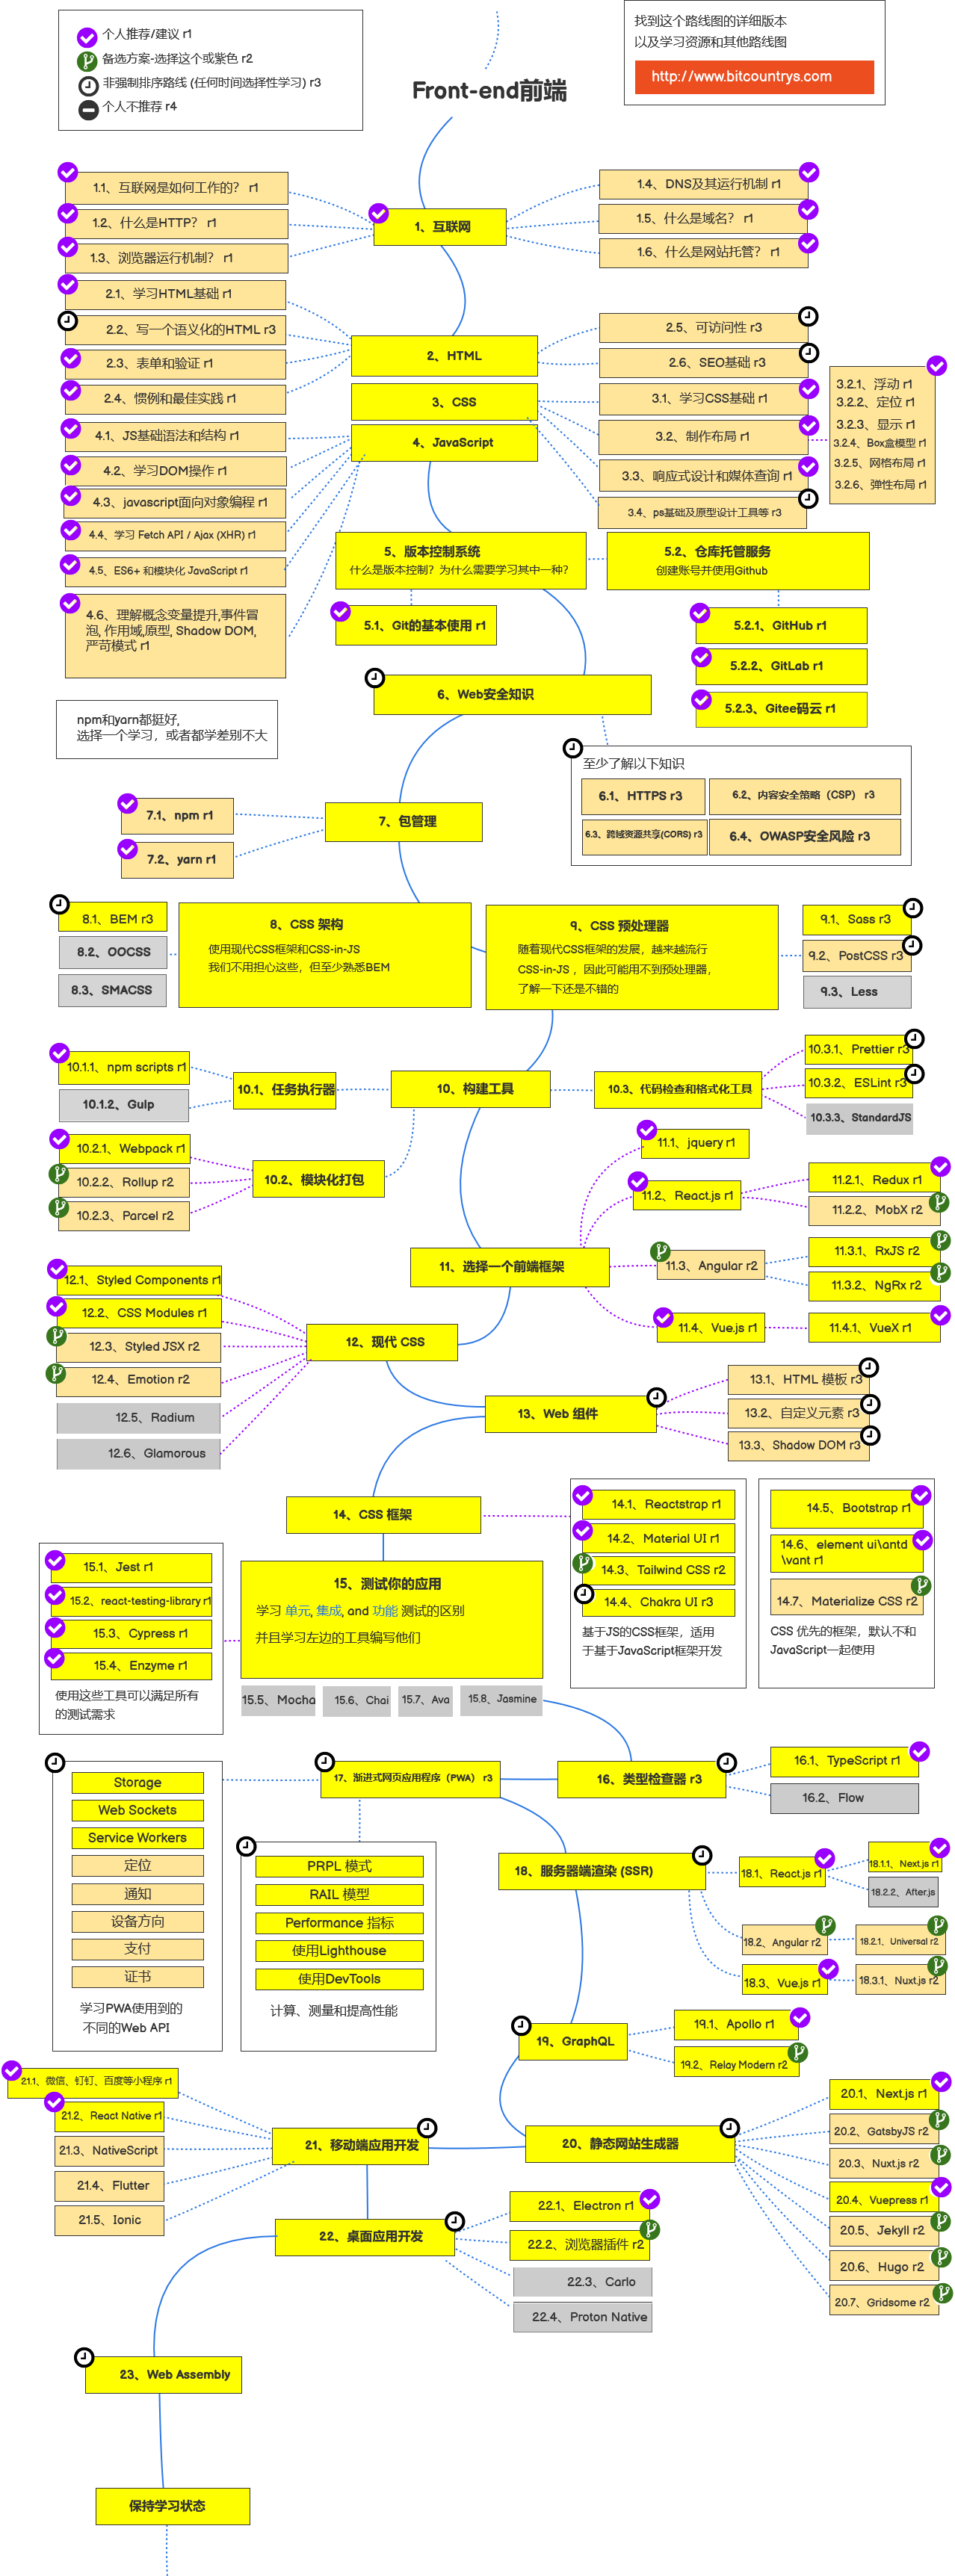 个人推荐/建议 r1
备选方案-选择这个或紫色 r2
非强制排序路线 (任何时间选择性学习) r3
个人不推荐 r4
找到这个路线图的详细版本
以及学习资源和其他路线图
http://www.bitcountrys.com
Front-end前端
1.1、互联网是如何工作的？ r1
1.2、什么是HTTP？ r1
1.3、浏览器运行机制？ r1
1、互联网
1.4、DNS及其运行机制 r1
1.5、什么是域名？ r1
1.6、什么是网站托管？ r1
2.1、学习HTML基础 r1
2.2、写一个语义化的HTML r3
2.3、表单和验证 r1
2.4、惯例和最佳实践 r1
2、HTML
2.5、可访问性 r3
2.6、SEO基础 r3
3、CSS
3.1、学习CSS基础 r1
3.2、制作布局 r1
3.3、响应式设计和媒体查询 r1
3.4、ps基础及原型设计工具等 r3
3.2.1、浮动 r1
3.2.2、定位 r1
3.2.3、显示 r1
3.2.4、Box盒模型 r1
3.2.5、网格布局 r1
3.2.6、弹性布局 r1
4、JavaScript
4.1、JS基础语法和结构 r1
4.2、学习DOM操作 r1
4.3、javascript面向对象编程 r1
4.4、学习 Fetch API / Ajax (XHR) r1
4.5、ES6+ 和模块化 JavaScript r1
4.6、理解概念变量提升,事件冒
泡, 作用域,原型, Shadow DOM,
严苛模式 r1
5、版本控制系统
什么是版本控制？为什么需要学习其中一种？
5.1、Git的基本使用 r1
5.2、仓库托管服务
创建账号并使用Github
5.2.1、GitHub r1
5.2.2、GitLab r1
5.2.3、Gitee码云 r1
6、Web安全知识
npm和yarn都挺好,
选择一个学习，或者都学差别不大
至少了解以下知识
6.1、HTTPS r3
6.2、内容安全策略（CSP） r3
6.3、跨域资源共享(CORS) r3
6.4、OWASP安全风险 r3
7.1、npm r1
7.2、yarn r1
7、包管理
8.1、BEM r3
8.2、OOCSS
8.3、SMACSS
8、CSS 架构
使用现代CSS框架和CSS-in-JS
我们不用担心这些，但至少熟悉BEM
9、CSS 预处理器
随着现代CSS框架的发展，越来越流行
CSS-in-JS ，因此可能用不到预处理器，
了解一下还是不错的
9.1、Sass r3
9.2、PostCSS r3
9.3、Less
10.1.1、npm scripts r1
10.1.2、Gulp
10.1、任务执行器
10、构建工具
10.3、代码检查和格式化工具
10.3.1、Prettier r3
10.3.2、ESLint r3
10.3.3、StandardJS
10.2.1、Webpack r1
10.2.2、Rollup r2
10.2.3、Parcel r2
10.2、模块化打包
11.1、jquery r1
11.2、React.js r1
11.2.1、Redux r1
11.2.2、MobX r2
11、选择一个前端框架
11.3、Angular r2
11.3.1、RxJS r2
11.3.2、NgRx r2
11.4、Vue.js r1
11.4.1、VueX r1
12.1、Styled Components r1
12.2、CSS Modules r1
12.3、Styled JSX r2
12.4、Emotion r2
12.5、Radium
12.6、Glamorous
12、现代 CSS
13、Web 组件
13.1、HTML 模板 r3
13.2、自定义元素 r3
13.3、Shadow DOM r3
14、CSS 框架
14.1、Reactstrap r1
14.2、Material UI r1
14.3、Tailwind CSS r2
14.4、Chakra UI r3
基于JS的CSS框架，适用
于基于JavaScript框架开发
14.5、Bootstrap r1
14.6、element ui\antd
\vant r1
14.7、Materialize CSS r2
CSS 优先的框架，默认不和
JavaScript一起使用
15.1、Jest r1
15.2、react-testing-library r1
15.3、Cypress r1
15.4、Enzyme r1
使用这些工具可以满足所有
的测试需求
15、测试你的应用
学习 单元, 集成, and 功能 测试的区别
并且学习左边的工具编写他们
15.5、Mocha
15.6、Chai
15.7、Ava
15.8、Jasmine
16、类型检查器 r3
16.1、TypeScript r1
16.2、Flow
17、渐进式网页应用程序（PWA） r3
Storage
Web Sockets
Service Workers
定位
通知
设备方向
支付
证书
学习PWA使用到的
不同的Web API
PRPL 模式
RAIL 模型
Performance 指标
使用Lighthouse
使用DevTools
计算、测量和提高性能
18、服务器端渲染 (SSR)
18.1、React.js r1
18.1.1、Next.js r1
18.2.2、After.js
18.2、Angular r2
18.2.1、Universal r2
18.3、Vue.js r1
18.3.1、Nuxt.js r2
19、GraphQL
19.1、Apollo r1
19.2、Relay Modern r2
20、静态网站生成器
20.1、Next.js r1
20.2、GatsbyJS r2
20.3、Nuxt.js r2
20.4、Vuepress r1
20.5、Jekyll r2
20.6、Hugo r2
20.7、Gridsome r2
21.1、微信、钉钉、百度等小程序 r1
21.2、React Native r1
21.3、NativeScript
21.4、Flutter
21.5、Ionic
21、移动端应用开发
22、桌面应用开发
22.1、Electron r1
22.2、浏览器插件 r2
22.3、Carlo
22.4、Proton Native
23、Web Assembly
保持学习状态